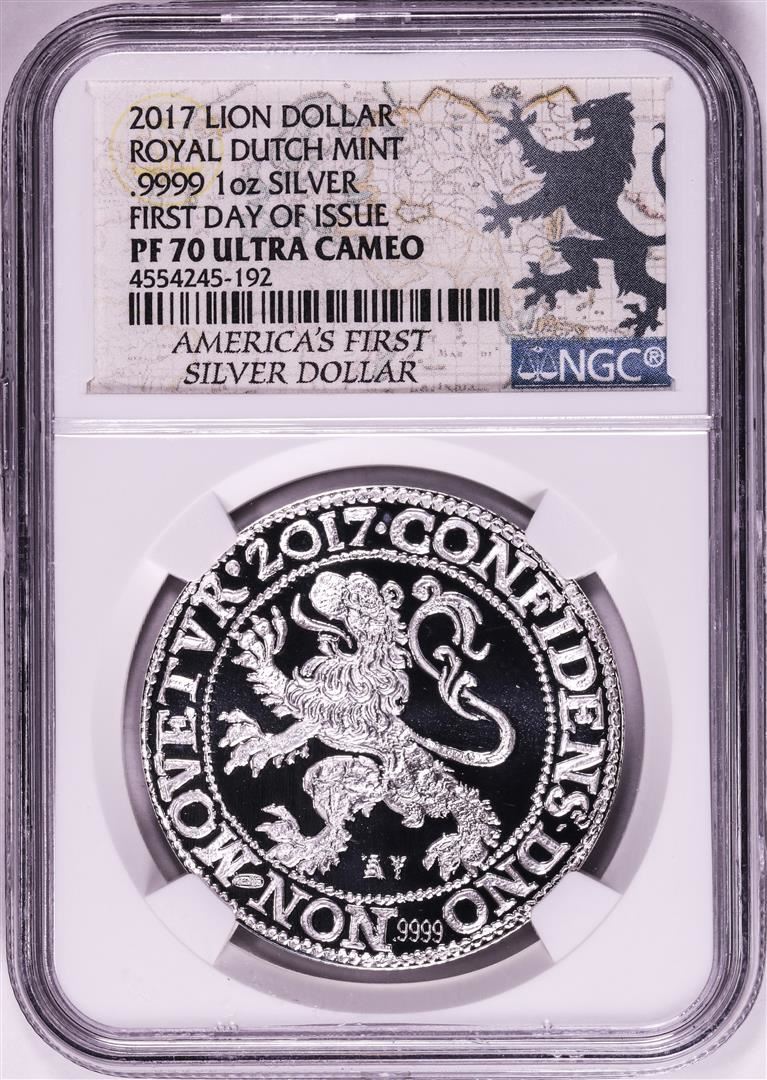 2017 LION DOLLAR
ROYAL DUTCH MINT
.9999 1oz SILVER
FIRST DAY OF ISSUE
PF 70 ULTRA CAMEO
4554245-192
AMERICA'S FIRST
SILVER DOLLAR
NGC®
·2017·CONFIDENS·DNO·NON·MOVETVR·
.9999